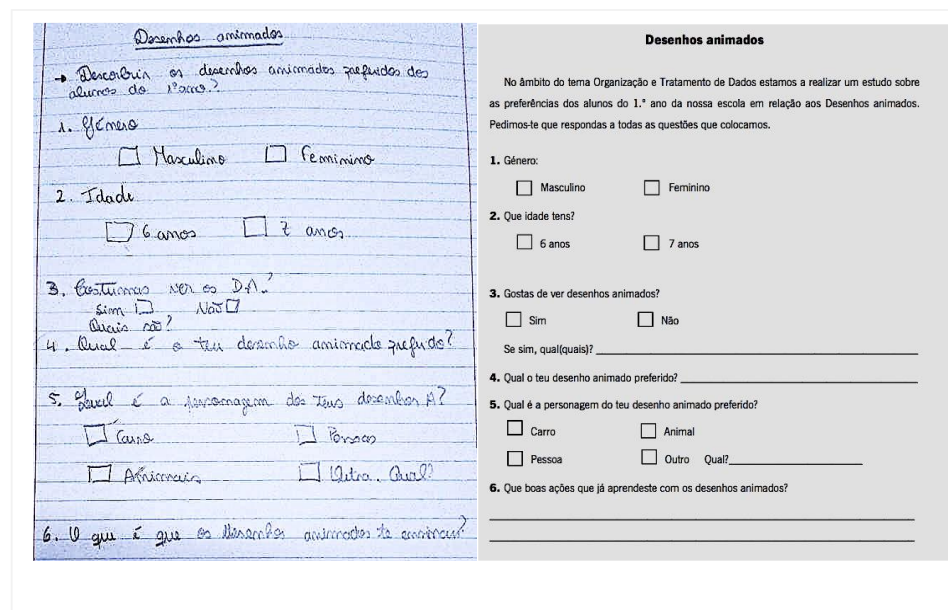 Desenhos animados
→ Descobrir os desenhos animados preferidos dos
alunos do 1º ano?
1. Género
Masculino Feminino
2. Idade
6 anos 7 anos
3. Costumas ver os D.A.?
Sim Não
Quais são?
4. Qual é o teu desenho animado prefrido?
5. Qual é a personagem dos teus desenhos A?
Carro Pessoas
Animais Outra. Qual?
6. O que é que os desenhos animados te ensinam?
Desenhos animados
No âmbito do tema Organização e Tratamento de Dados estamos a realizar um estudo sobre
as preferências dos alunos do 1.º ano da nossa escola em relação aos Desenhos animados.
Pedimos-te que respondas a todas as questões que colocamos.
1. Género:
Masculino Feminino
2. Que idade tens?
6 anos 7 anos
3. Gostas de ver desenhos animados?
Sim Não
Se sim, qual(quais)?
4. Qual o teu desenho animado preferido?
5. Qual é a personagem do teu desenho animado preferido?
Carro Animal
Pessoa Outro Qual?
6. Que boas ações que já aprendeste com os desenhos animados?